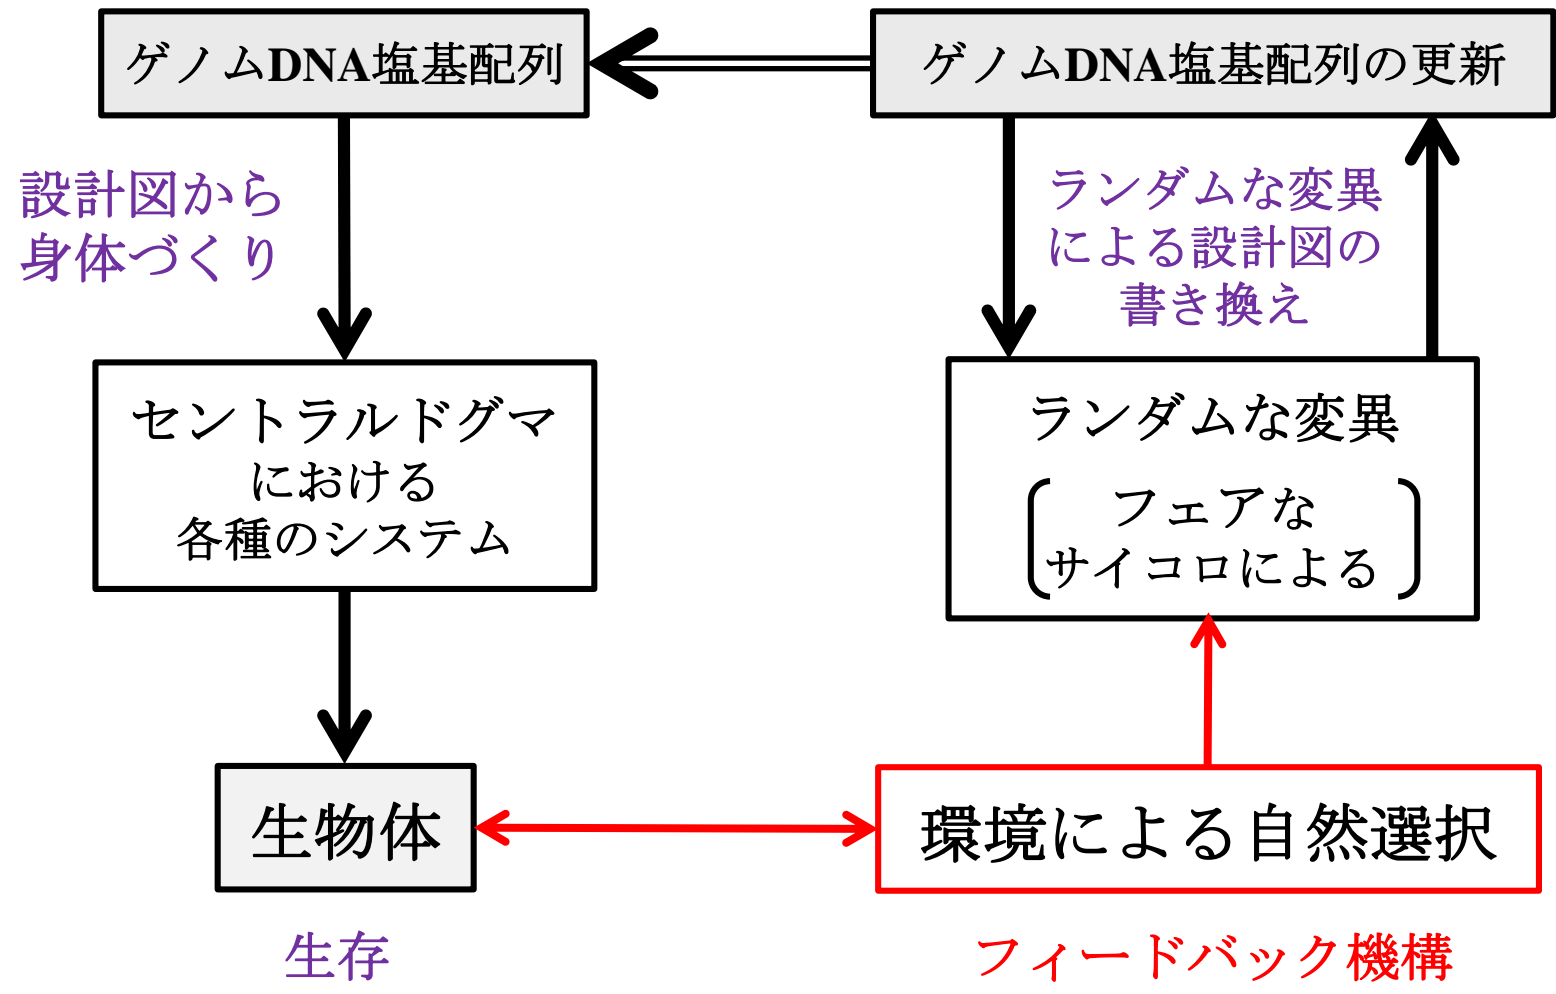 ゲノムDNA塩基配列
ゲノムDNA塩基配列の更新
設計図から
身体づくり
ランダムな変異
による設計図の
書き換え
セントラルドグマ
における
各種のシステム
ランダムな変異
フェアな
サイコロによる
生物体
環境による自然選択
生存
フィードバック機構